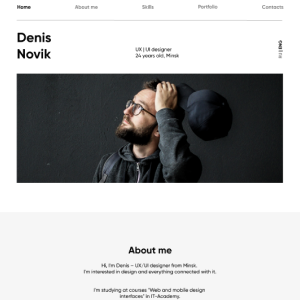 Home
About me
Skills
Portfolio
Contacts
Denis
Novik
UX | UI designer
24 years old, Minsk
About me
Hi, I'm Denis – UX/UI designer from Minsk.
I'm interested in design and everything connected with it.
I'm studying at courses "Web and mobile design
interfaces" in IT-Academy.